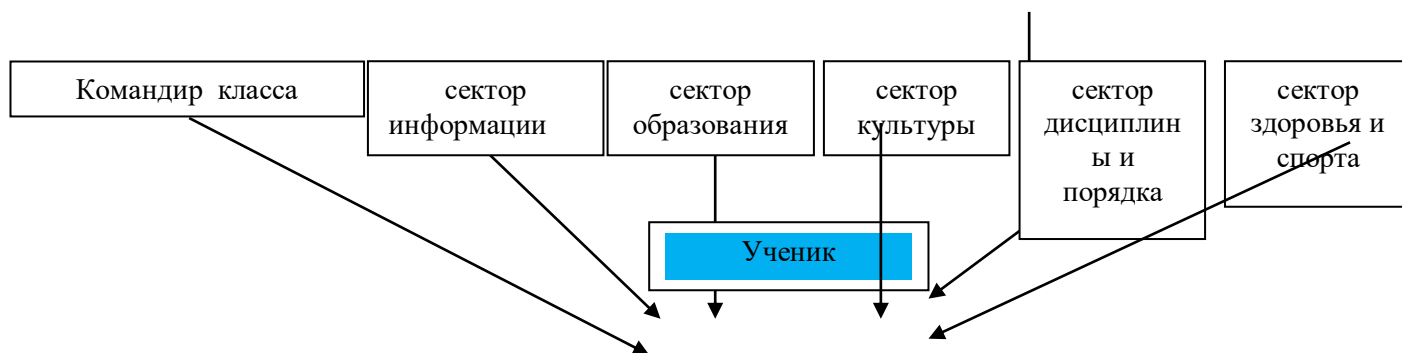 Командир класса
сектор
информации
сектор
образования
сектор
культуры
сектор
дисциплин
ы и
порядка
сектор
здоровья и
спорта
Ученик